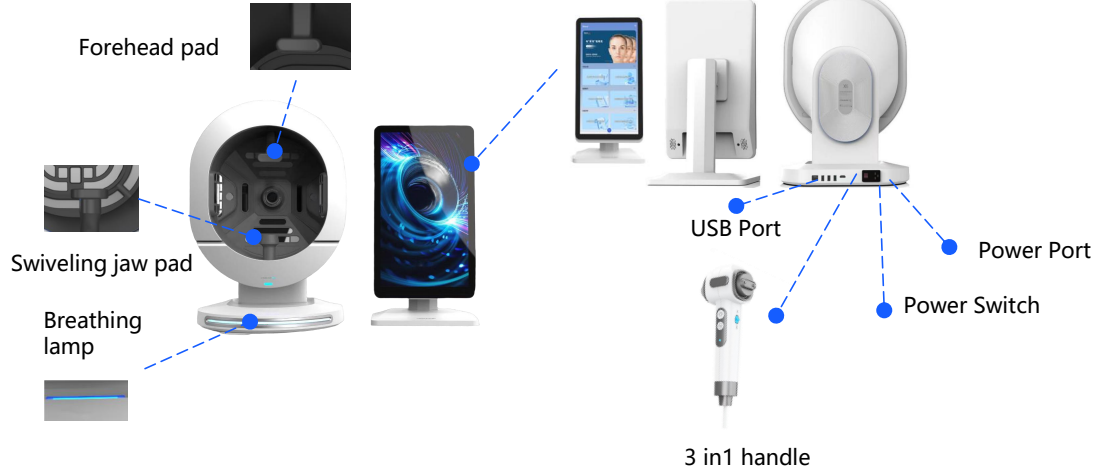 Forehead pad
Swiveling jaw pad
Breathing
lamp
USB Port
Power Port
Power Switch
3 in1 handle